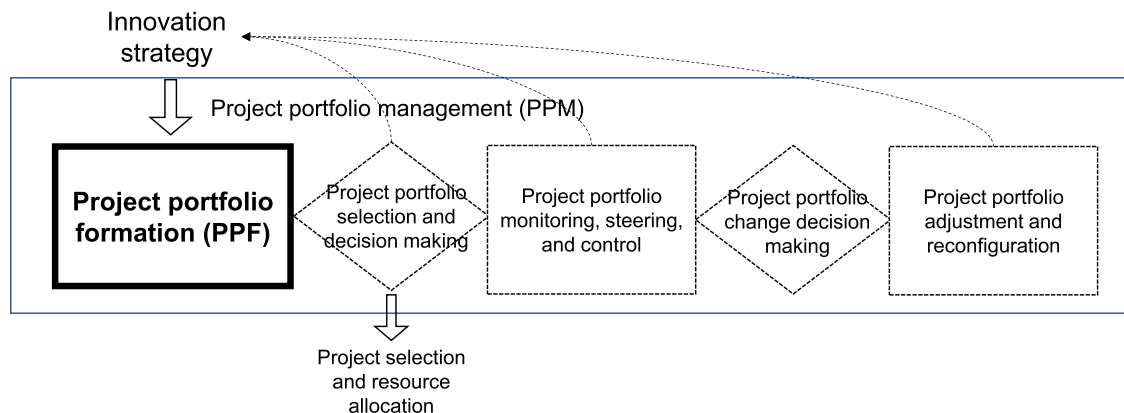 Innovation
strategy
Project portfolio management (PPM)
Project portfolio
formation (PPF)
Project portfolio
selection and
decision making
Project portfolio
monitoring, steering,
and control
Project portfolio
change decision
making
Project portfolio
adjustment and
reconfiguration
Project selection
and resource
allocation